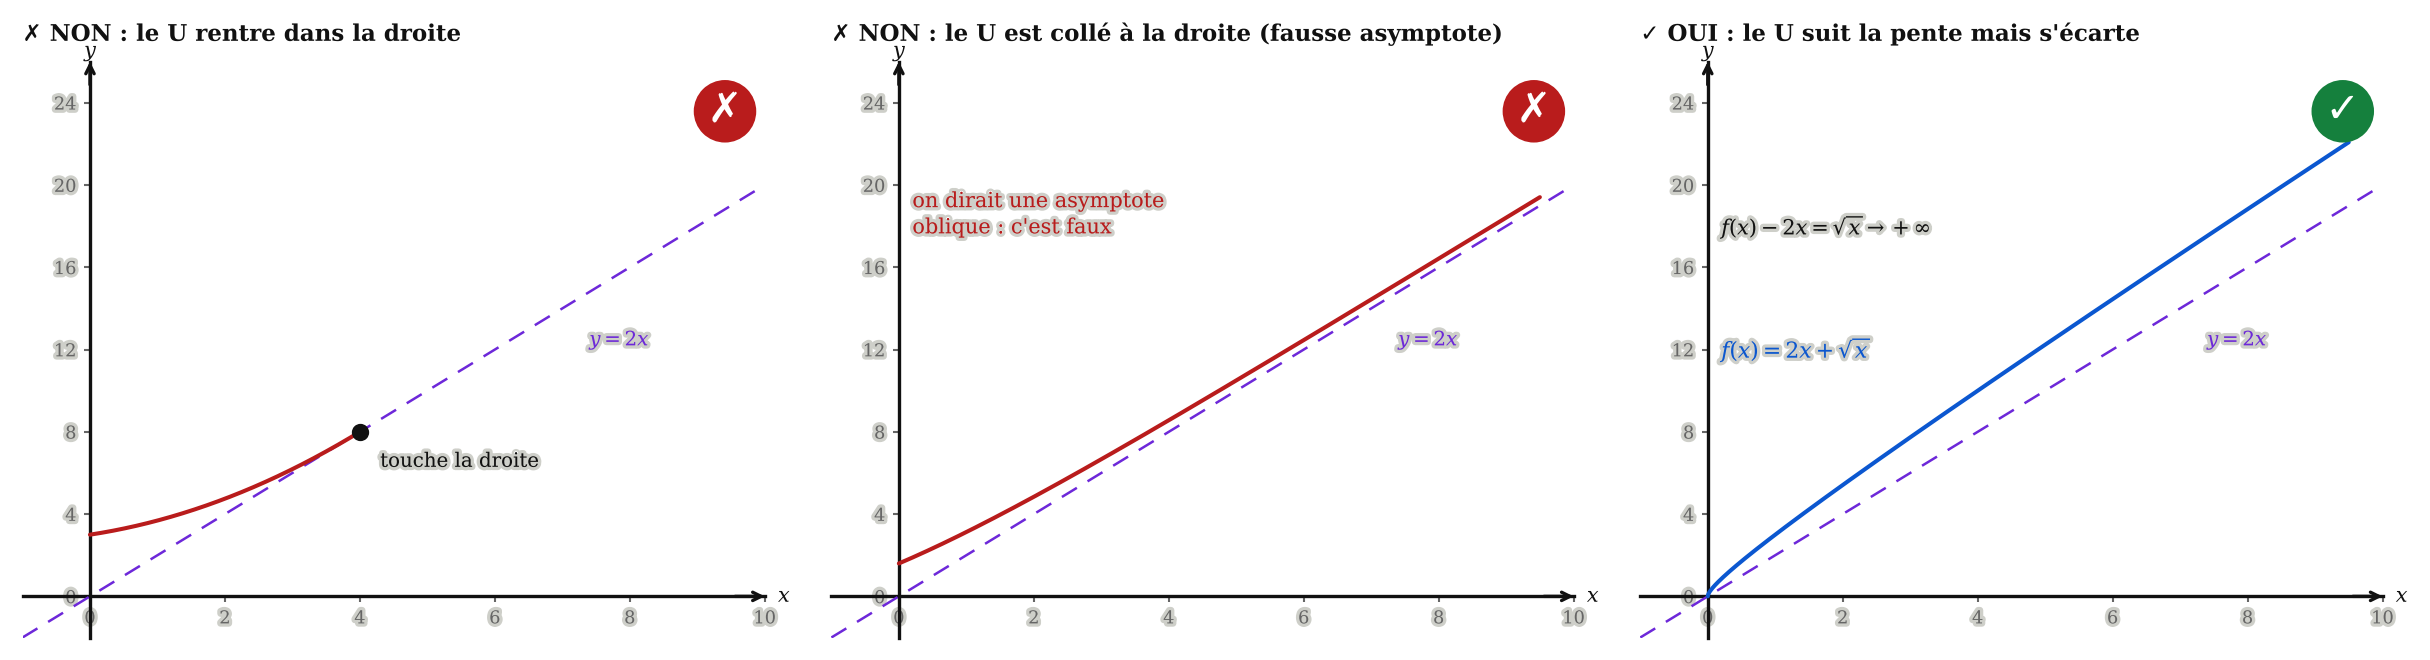 ✗ NON : le U rentre dans la droite
y
24
20
16
12
8
4
0
0 2 4 6 8 10
x
✗
y = 2x
touche la droite
✗ NON : le U est collé à la droite (fausse asymptote)
y
24
20
16
12
8
4
0
0 2 4 6 8 10
x
✗
on dirait une asymptote
oblique : c'est faux
y = 2x
✓ OUI : le U suit la pente mais s'écarte
y
24
20
16
12
8
4
0
0 2 4 6 8 10
x
✓
f(x) − 2x = √x → + ∞
f(x) = 2x + √x
y = 2x